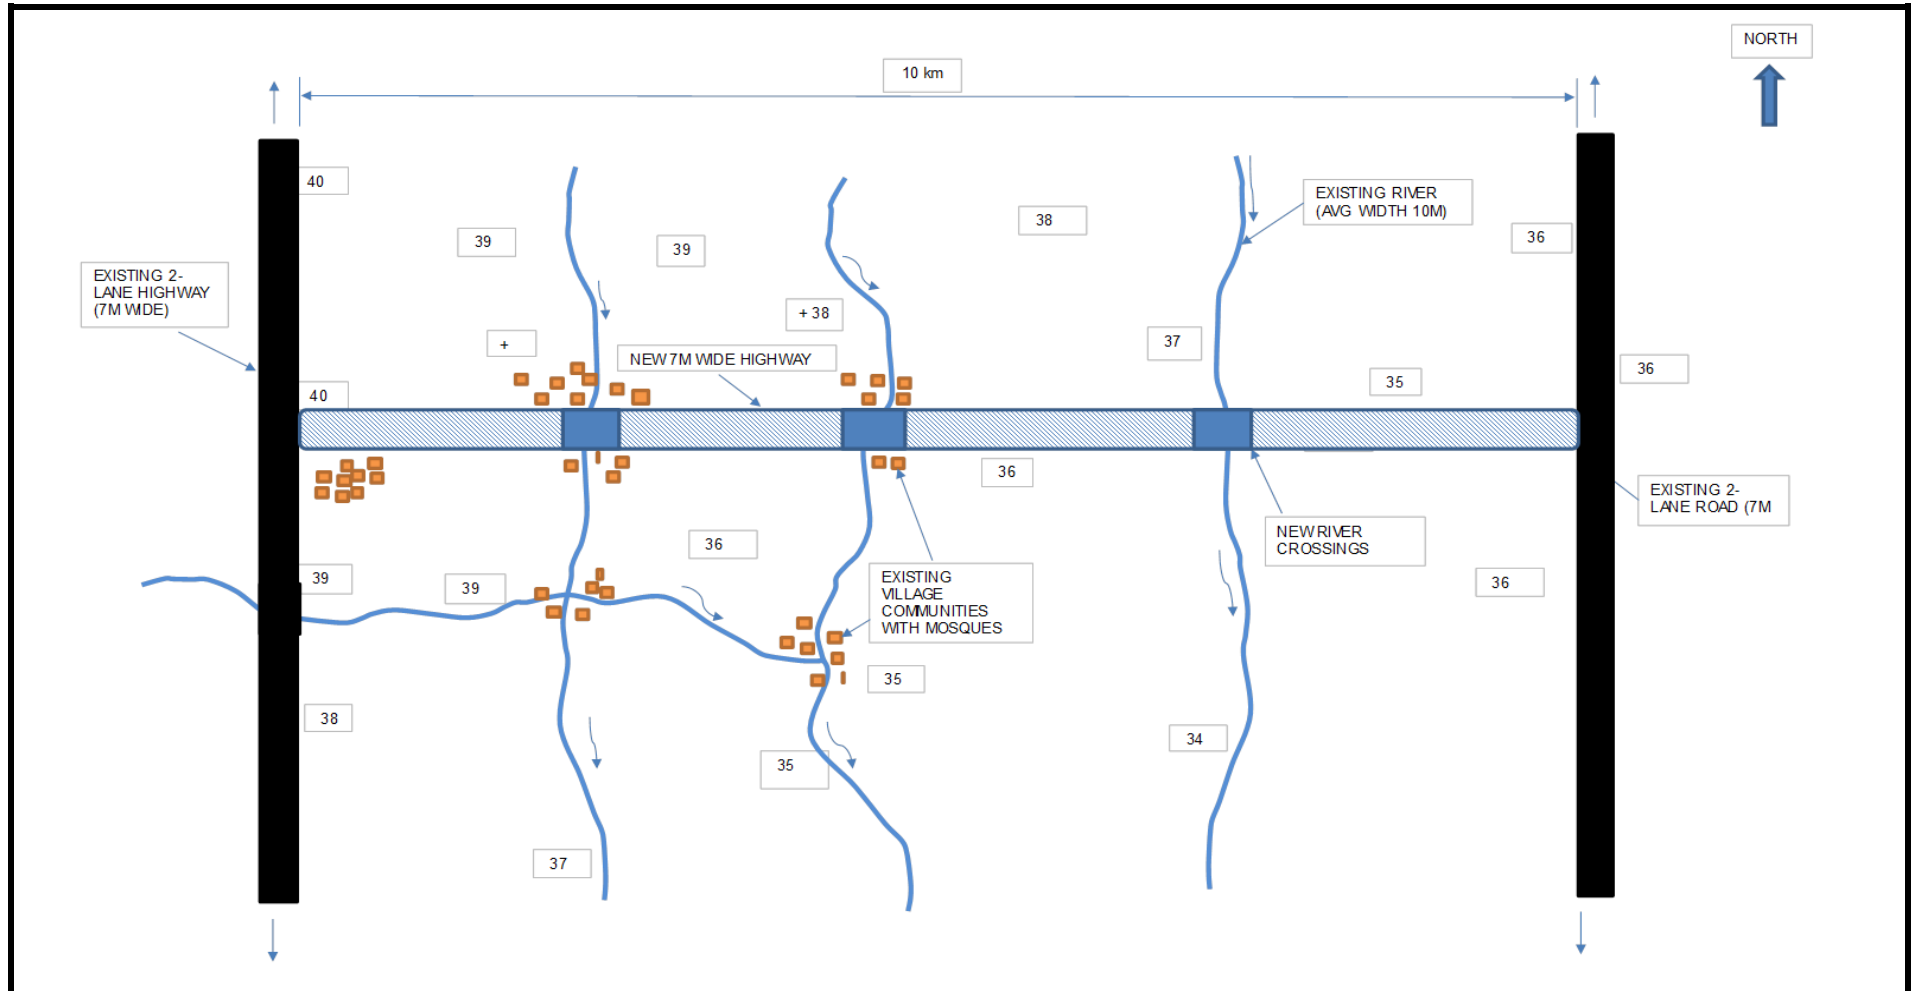 NORTH
10 km
40
39
39
38
EXISTING RIVER
(AVG WIDTH 10M)
36
EXISTING 2-
LANE HIGHWAY
(7M WIDE)
+ 38
+
37
NEW 7M WIDE HIGHWAY
36
35
40
36
EXISTING 2-
LANE ROAD (7M
NEW RIVER
CROSSINGS
36
39
39
EXISTING
VILLAGE
COMMUNITIES
WITH MOSQUES
36
35
38
34
35
37